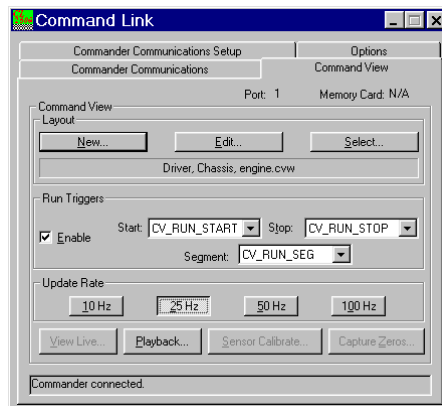 Command Link
Commander Communications Setup Options
Commander Communications Command View
Port: 1 Memory Card: N/A
Command View
Layout
New... Edit... Select...
Driver, Chassis, engine.cvw
Run Triggers
Enable Start: CV_RUN_START Stop: CV_RUN_STOP
Segment: CV_RUN_SEG
Update Rate
10 Hz 25 Hz 50 Hz 100 Hz
View Live... Playback... Sensor Calibrate... Capture Zeros...
Commander connected.